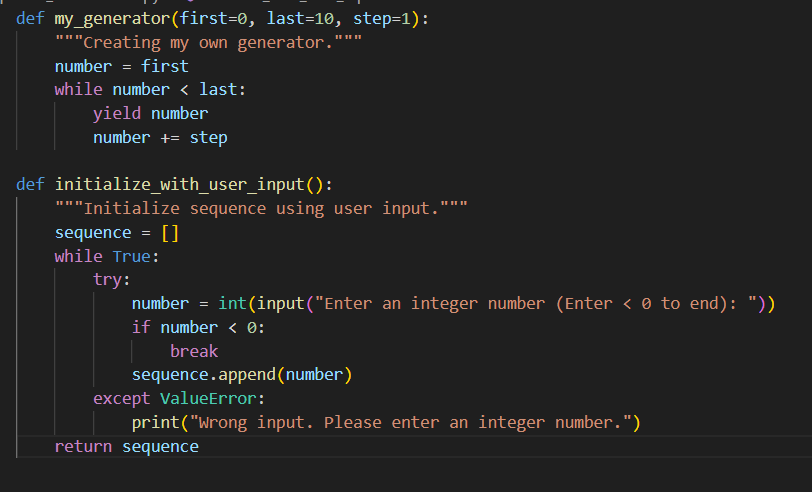 def my_generator(first=0, last=10, step=1):
    """Creating my own generator."""
    number = first
    while number < last:
        yield number
        number += step
def initialize_with_user_input():
    """Initialize sequence using user input."""
    sequence = []
    while True:
        try:
            number = int(input("Enter an integer number (Enter < 0 to end): "))
            if number < 0:
                break
            sequence.append(number)
        except ValueError:
            print("Wrong input. Please enter an integer number.")
    return sequence